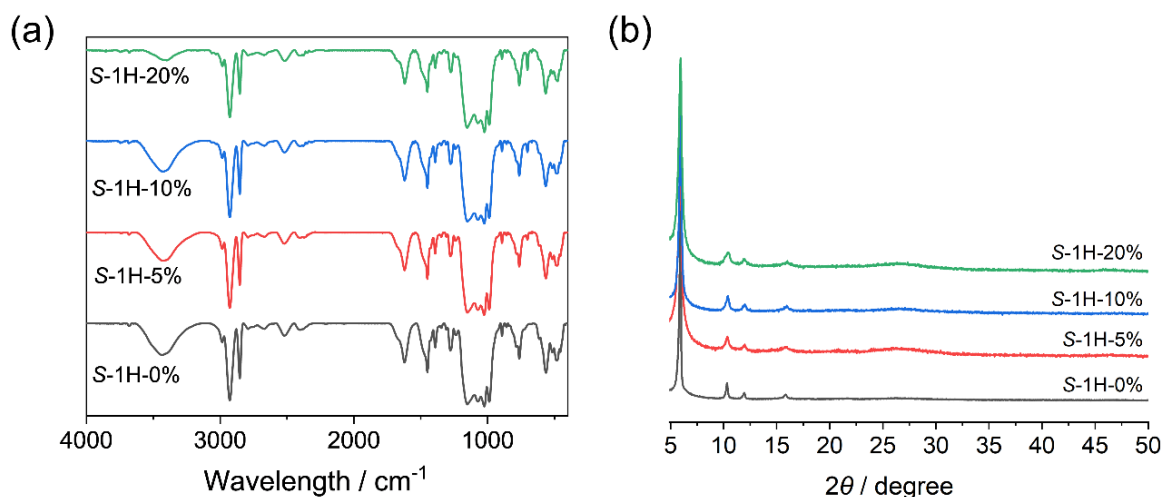 (a)
S-1H-20%
S-1H-10%
S-1H-5%
S-1H-0%
4000 3000 2000 1000
Wavelength / cm⁻¹
(b)
S-1H-20%
S-1H-10%
S-1H-5%
S-1H-0%
5 10 15 20 25 30 35 40 45 50
2θ / degree